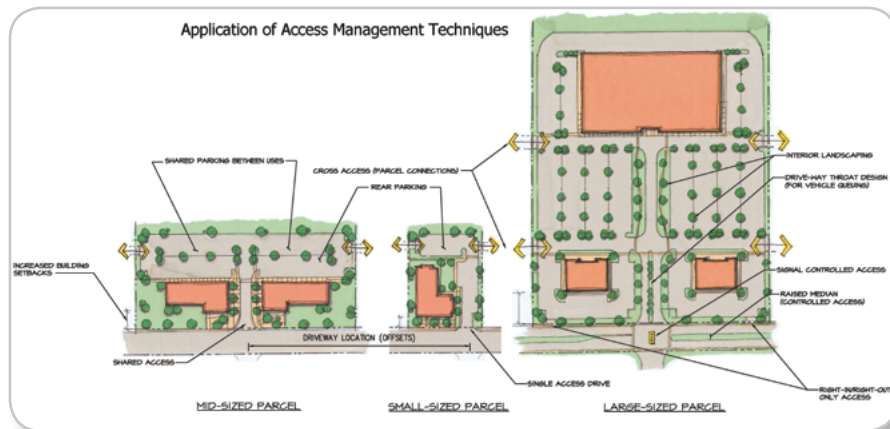 Application of Access Management Techniques
SHARED PARKING BETWEEN USES
CROSS ACCESS (PARCEL CONNECTIONS)
REAR PARKING
INTERIOR LANDSCAPING
DRIVE-WAY THROAT DESIGN
(FOR VEHICLE QUEUING)
INCREASED BUILDING
SETBACKS
SIGNAL CONTROLLED ACCESS
RAISED MEDIAN
(CONTROLLED ACCESS)
DRIVEWAY LOCATION (OFFSETS)
SHARED ACCESS
SINGLE ACCESS DRIVE
RIGHT-IN/RIGHT-OUT
ONLY ACCESS
MID-SIZED PARCEL
SMALL-SIZED PARCEL
LARGE-SIZED PARCEL